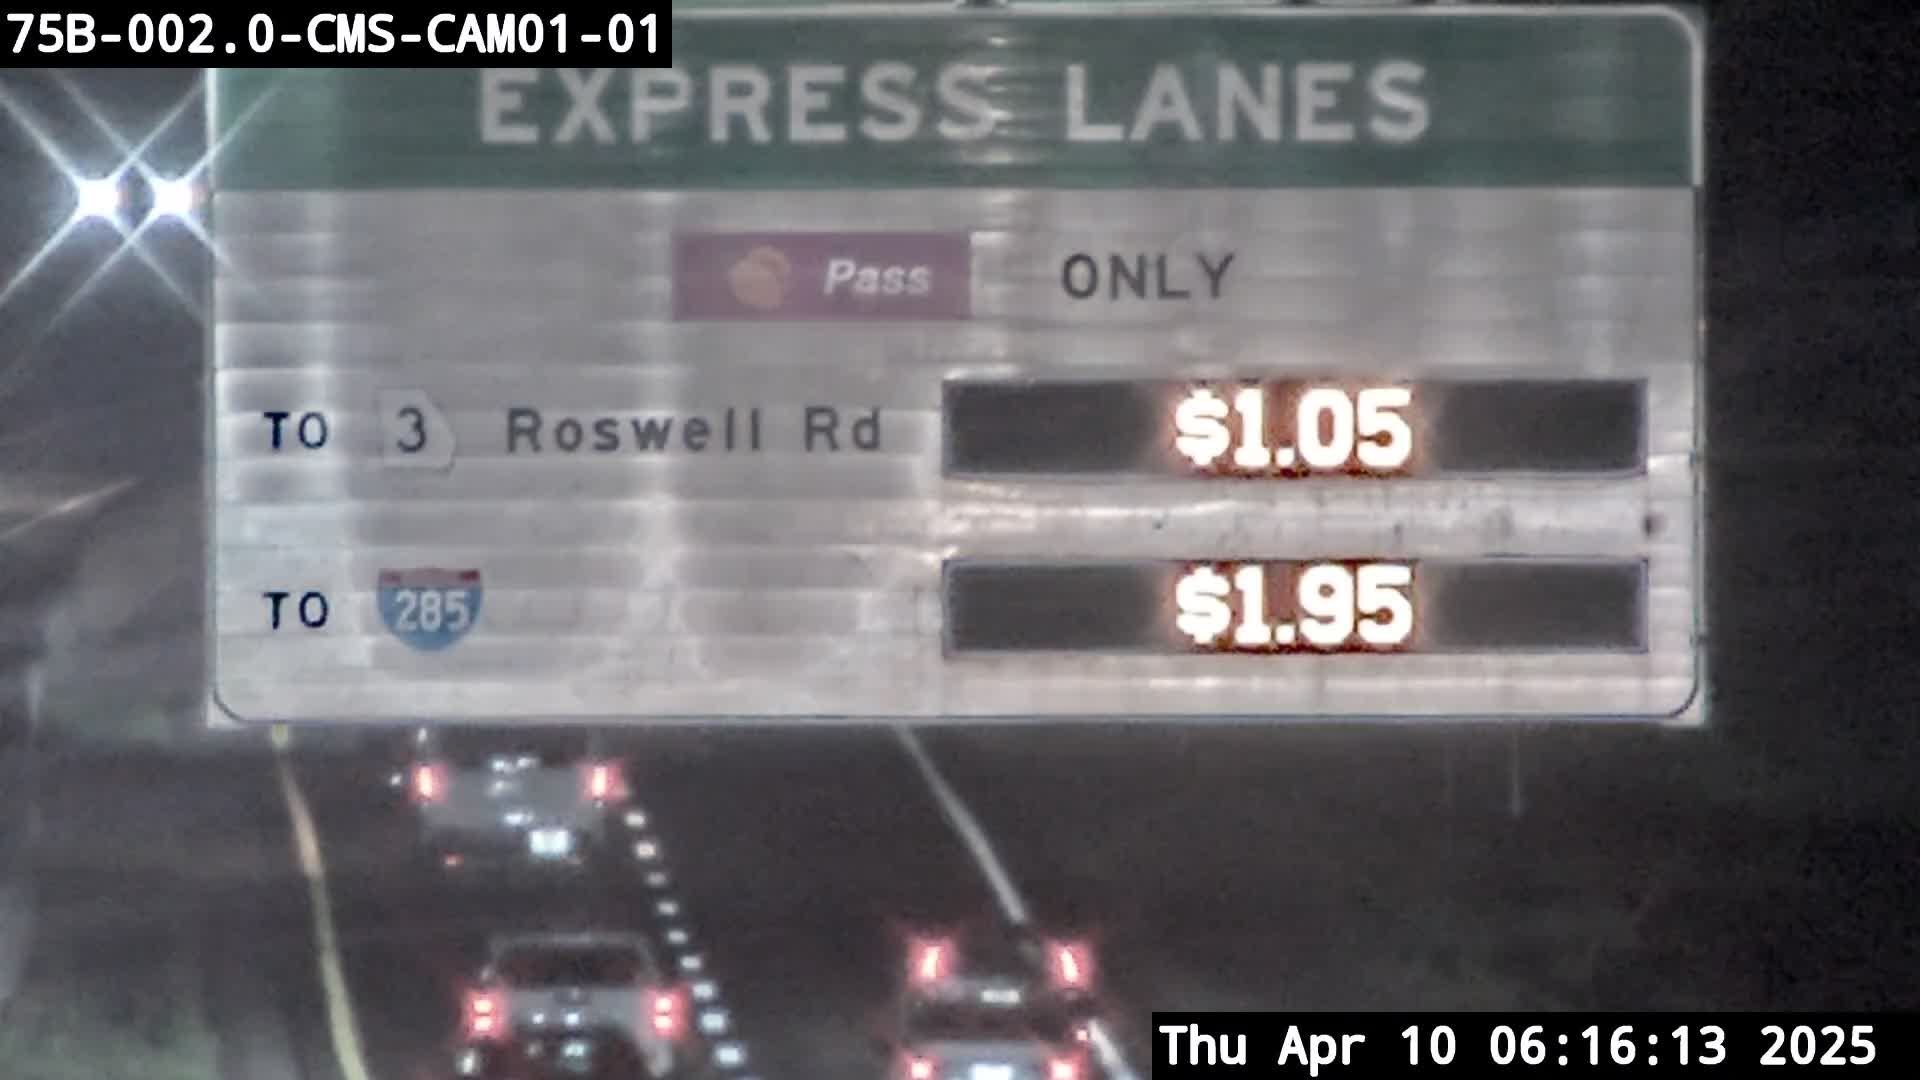 75B-002.0-CMS-CAM01-01
EXPRESS LANES
Pass ONLY
TO 3 Roswell Rd $1.05
TO 285 $1.95
Thu Apr 10 06:16:13 2025